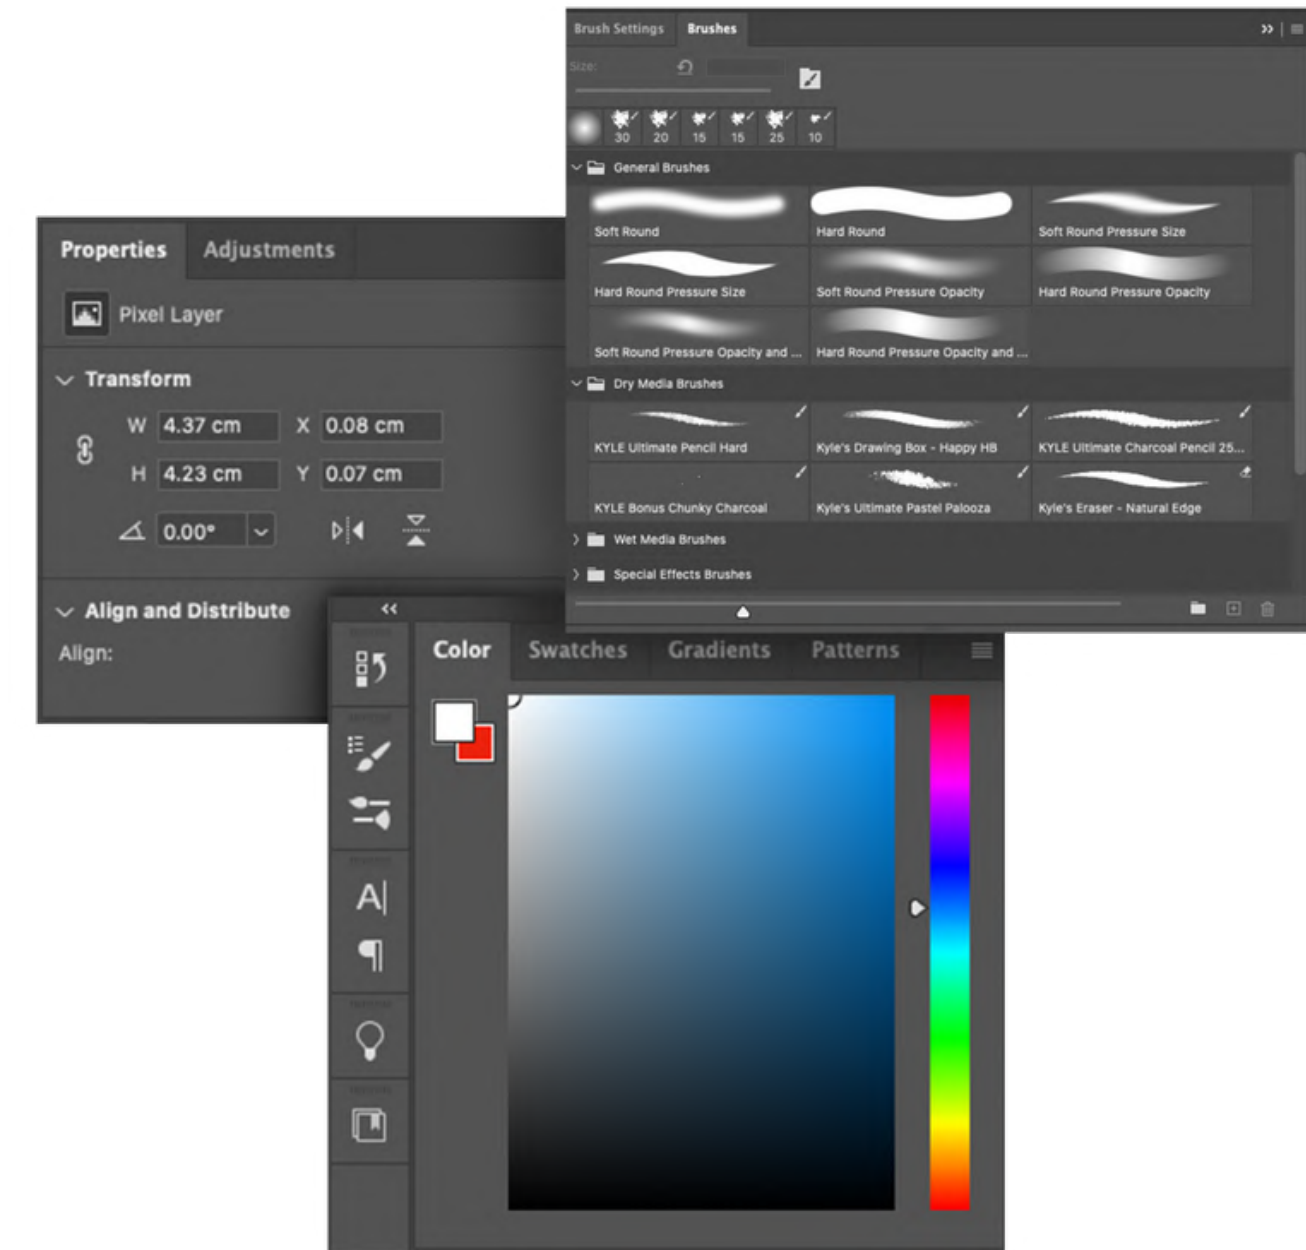 Brush Settings Brushes
Size:
30 20 15 15 25 10
General Brushes
Soft Round Hard Round Soft Round Pressure Size
Hard Round Pressure Size Soft Round Pressure Opacity Hard Round Pressure Opacity
Soft Round Pressure Opacity and ... Hard Round Pressure Opacity and ...
Dry Media Brushes
KYLE Ultimate Pencil Hard Kyle's Drawing Box - Happy HB KYLE Ultimate Charcoal Pencil 25...
KYLE Bonus Chunky Charcoal Kyle's Ultimate Pastel Palooza Kyle's Eraser - Natural Edge
Wet Media Brushes
Special Effects Brushes
Properties Adjustments
Pixel Layer
Transform
W 4.37 cm X 0.08 cm
H 4.23 cm Y 0.07 cm
0.00°
Align and Distribute
Align:
Color Swatches Gradients Patterns
A|
¶